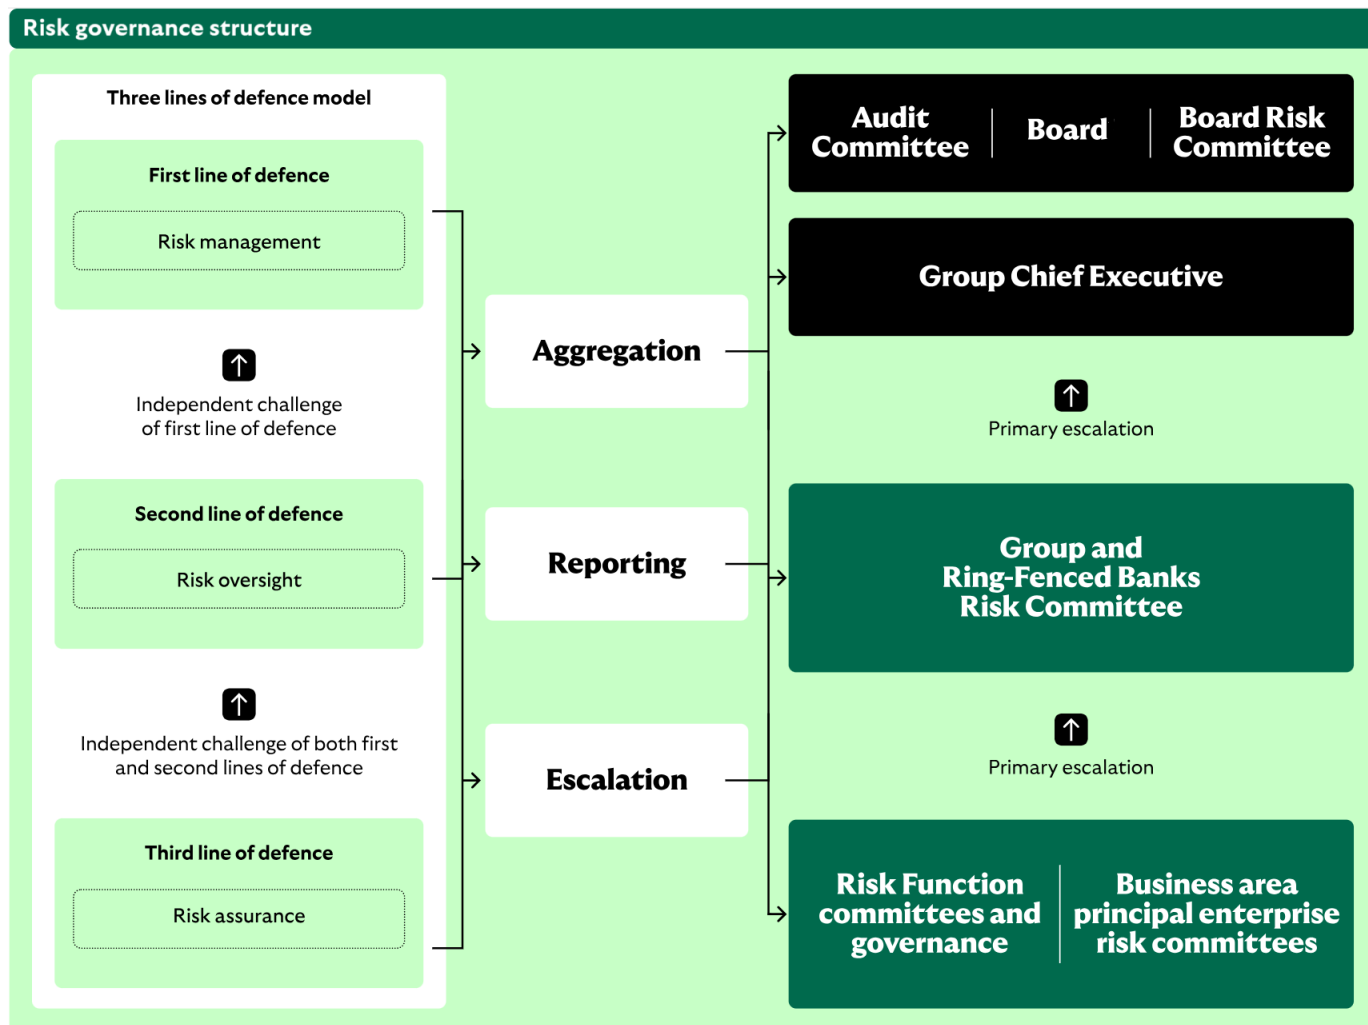 Risk governance structure
Three lines of defence model
First line of defence
Risk management
Independent challenge
of first line of defence
Second line of defence
Risk oversight
Independent challenge of both first
and second lines of defence
Third line of defence
Risk assurance
Aggregation
Reporting
Escalation
Audit
Committee
Board
Board Risk
Committee
Group Chief Executive
Primary escalation
Group and
Ring-Fenced Banks
Risk Committee
Primary escalation
Risk Function
committees and
governance
Business area
principal enterprise
risk committees